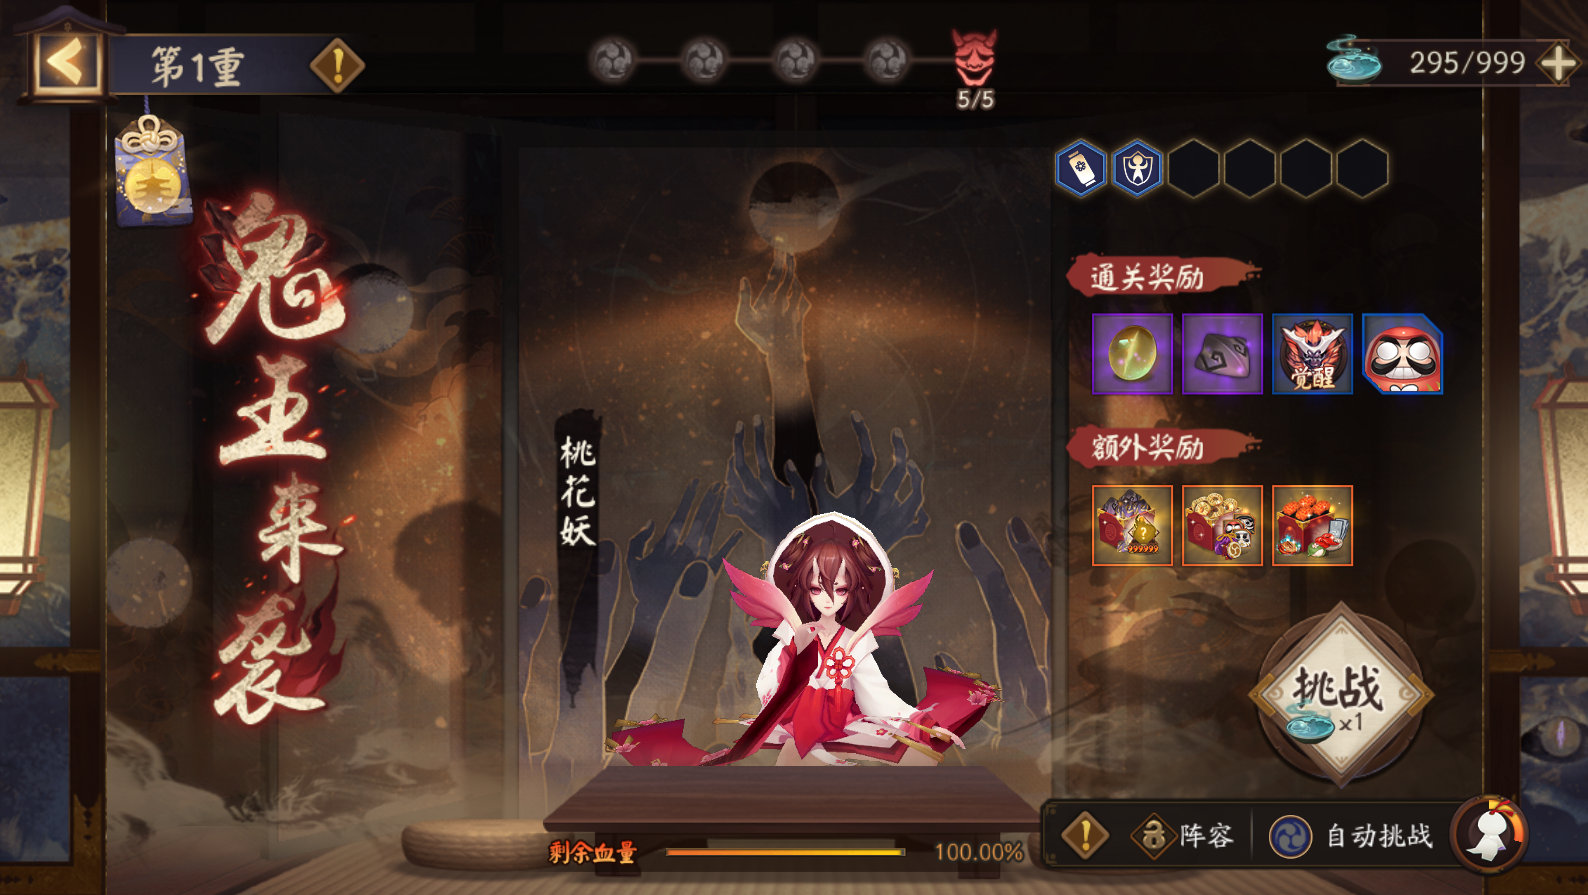 第1重
5/5
295/999
鬼王来袭
通关奖励
觉醒
桃花妖
额外奖励
999999
挑战
x1
剩余血量
100.00%
阵容
自动挑战